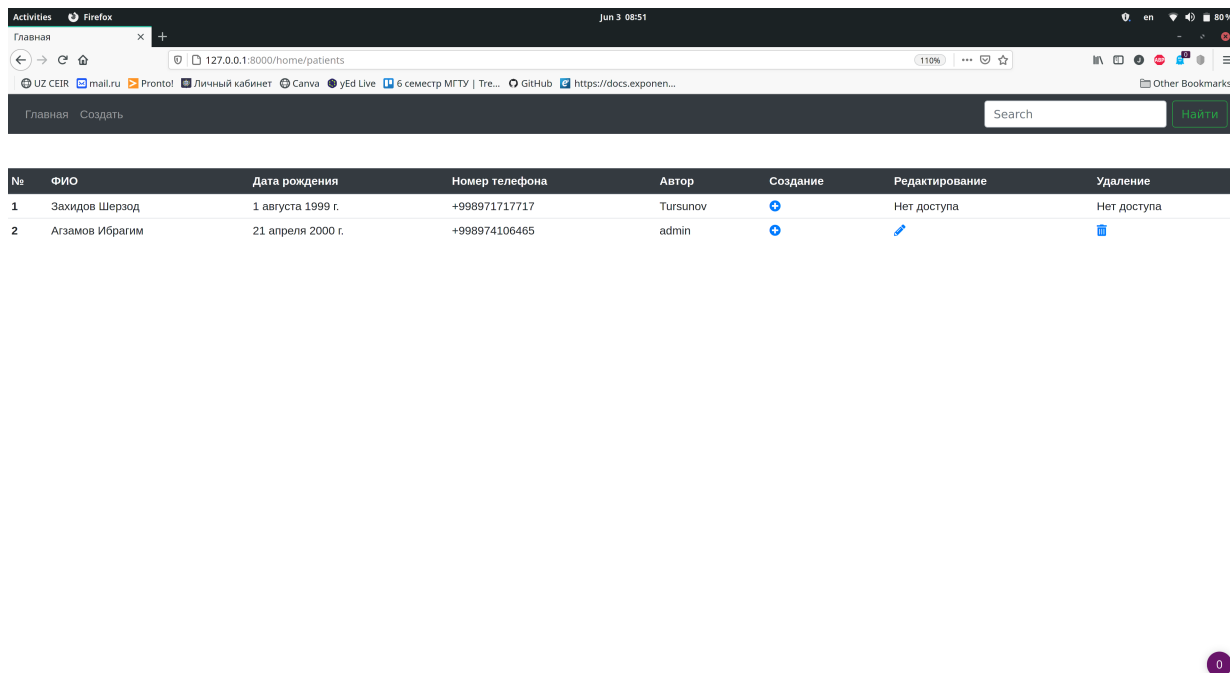 Activities Firefox Jun 3 08:51 en 80%
Главная
127.0.0.1:8000/home/patients 110%
UZ CEIR mail.ru Pronto! Личный кабинет Canva yEd Live 6 семестр МГТУ | Tre... GitHub https://docs.exponen... Other Bookmarks
Главная Создать Search Найти
№ ФИО Дата рождения Номер телефона Автор Создание Редактирование Удаление
1 Захидов Шерзод 1 августа 1999 г. +998971717717 Tursunov Нет доступа Нет доступа
2 Агзамов Ибрагим 21 апреля 2000 г. +998974106465 admin
0